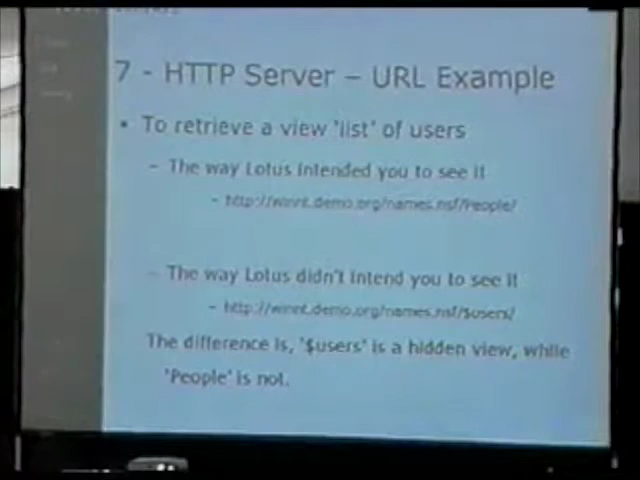 7 - HTTP Server – URL Example
• To retrieve a view 'list' of users
– The way Lotus intended you to see it
– http://winnt.demo.org/names.nsf/People/
– The way Lotus didn't intend you to see it
– http://winnt.demo.org/names.nsf/$users/
The difference is, '$users' is a hidden view, while
'People' is not.